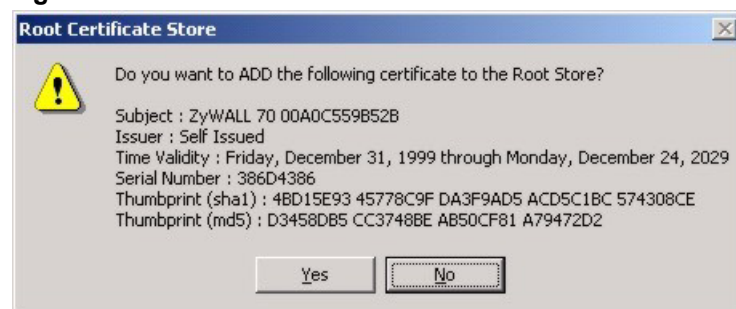 Root Certificate Store
Do you want to ADD the following certificate to the Root Store?
Subject : ZyWALL 70 00A0C559B52B
Issuer : Self Issued
Time Validity : Friday, December 31, 1999 through Monday, December 24, 2029
Serial Number : 386D4386
Thumbprint (sha1) : 4BD15E93 45778C9F DA3F9AD5 ACD5C1BC 574308CE
Thumbprint (md5) : D3458DB5 CC3748BE AB50CF81 A79472D2
Yes No